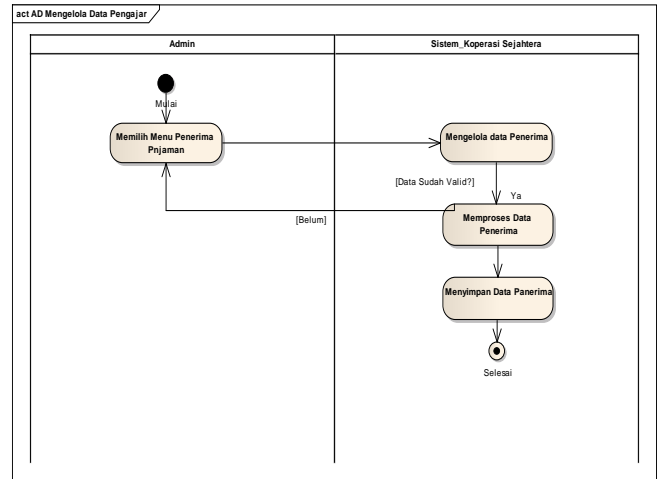 act AD Mengelola Data Pengajar
Admin
Sistem_Koperasi Sejahtera
Mulai
Memilih Menu Penerima
Pnjaman
Mengelola data Penerima
[Data Sudah Valid?]
Ya
[Belum]
Memproses Data
Penerima
Menyimpan Data Panerima
Selesai